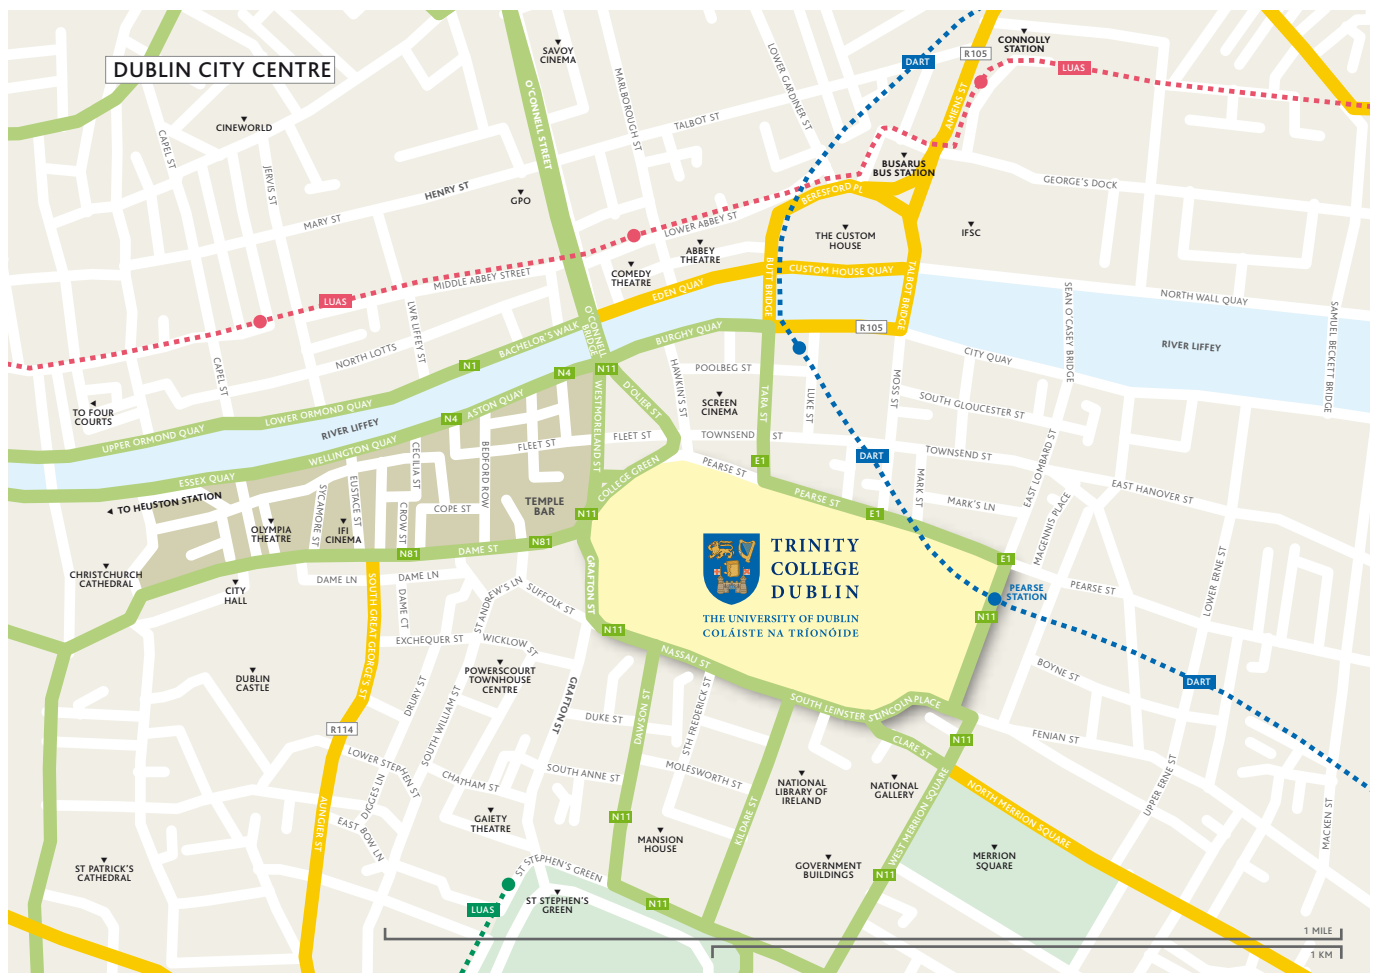 DUBLIN CITY CENTRE
SAVOY
CINEMA
O'CONNELL STREET
MARLBOROUGH ST
LOWER GARDINER ST
DART
R105
CONNOLLY
STATION
LUAS
AMIENS ST
CINEWORLD
CAPEL ST
JERVIS ST
TALBOT ST
BUSARUS
BUS STATION
GEORGE'S DOCK
HENRY ST
GPO
MARY ST
LOWER ABBEY ST
BERESFORD PL
THE CUSTOM
HOUSE
IFSC
ABBEY
THEATRE
COMEDY
THEATRE
MIDDLE ABBEY STREET
LUAS
EDEN QUAY
BUTT BRIDGE
CUSTOM HOUSE QUAY
TALBOT BRIDGE
SEAN O'CASEY BRIDGE
NORTH WALL QUAY
SAMUEL BECKETT BRIDGE
RIVER LIFFEY
LWR LIFFEY ST
NORTH LOTTS
BACHELOR'S WALK
O'CONNELL
BRIDGE
BURGHY QUAY
R105
CITY QUAY
CAPEL ST
N1
N4
N11
HAWKIN'S ST
POOLBEG ST
TARA ST
LUKE ST
MOSS ST
SOUTH GLOUCESTER ST
TO FOUR
COURTS
UPPER ORMOND QUAY
LOWER ORMOND QUAY
RIVER LIFFEY
N4
ASTON QUAY
WESTMORELAND ST
D'OLIER ST
SCREEN
CINEMA
TOWNSEND ST
TOWNSEND ST
DART
ESSEX QUAY
WELLINGTON QUAY
CECILIA ST
BEDFORD ROW
FLEET ST
FLEET ST
COLLEGE GREEN
PEARSE ST
E1
PEARSE ST
E1
MARK ST
MARK'S LN
EAST LOMBARD ST
MAGENNIS PLACE
EAST HANOVER ST
TO HEUSTON STATION
OLYMPIA
THEATRE
SYCAMORE ST
IFI
CINEMA
EUSTACE ST
CROW ST
COPE ST
TEMPLE
BAR
N11
N81
DAME ST
N81
TRINITY
COLLEGE
DUBLIN
THE UNIVERSITY OF DUBLIN
COLÁISTE NA TRÍONÓIDE
E1
PEARSE
STATION
PEARSE ST
LOWER ERNE ST
CHRISTCHURCH
CATHEDRAL
CITY
HALL
DAME LN
DAME LN
DAME CT
SOUTH GREAT GEORGE'S ST
ST ANDREW'S LN
SUFFOLK ST
GRAFTON ST
N11
N11
EXCHEQUER ST
WICKLOW ST
NASSAU ST
BOYNE ST
DART
DUBLIN
CASTLE
POWERSCOURT
TOWNHOUSE
CENTRE
GRAFTON ST
DRURY ST
SOUTH WILLIAM ST
DUKE ST
DAWSON ST
STH FREDERICK ST
SOUTH LEINSTER ST
LINCOLN PLACE
CLARE ST
N11
FENIAN ST
R114
LOWER STEPHEN ST
DIGGES LN
CHATHAM ST
SOUTH ANNE ST
MOLESWORTH ST
NATIONAL
LIBRARY OF
IRELAND
NATIONAL
GALLERY
NORTH MERRION SQUARE
UPPER ERNE ST
MACKEN ST
AUNGIER ST
EAST BOW LN
GAIETY
THEATRE
N11
MANSION
HOUSE
KILDARE ST
WEST MERRION SQUARE
MERRION
SQUARE
ST PATRICK'S
CATHEDRAL
ST STEPHEN'S GREEN
GOVERNMENT
BUILDINGS
N11
LUAS
ST STEPHEN'S
GREEN
N11
1 MILE
1 KM